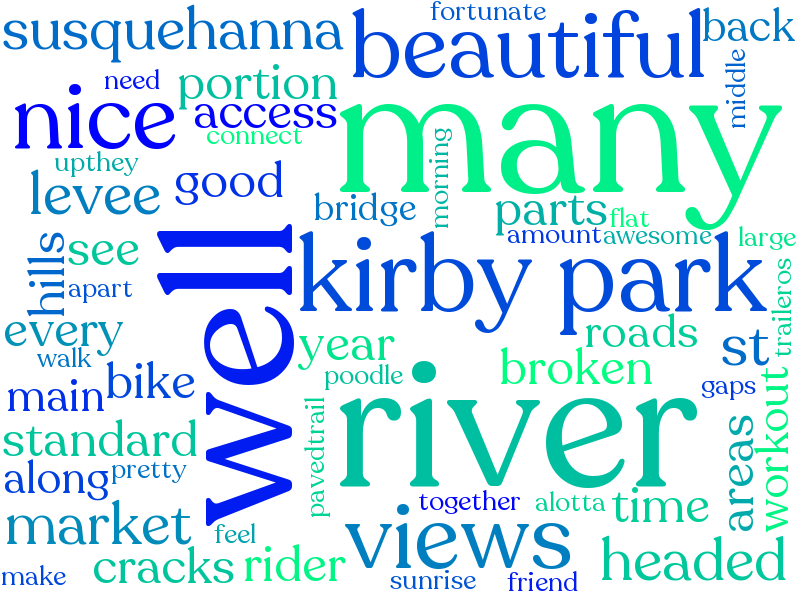 fortunate
susquehanna
beautiful
back
need
portion
middle
nice
access
many
connect
morning
upthey
levee
good
bridge
parts
flat
amount
awesome
large
hills
see
well
kirby park
apart
traileros
every
year
roads
st
walk
bike
poodle
broken
gaps
main
river
workout
standard
pavedtrail
areas
along
pretty
together
alotta
time
market
feel
views
headed
make
cracks
rider
sunrise
friend